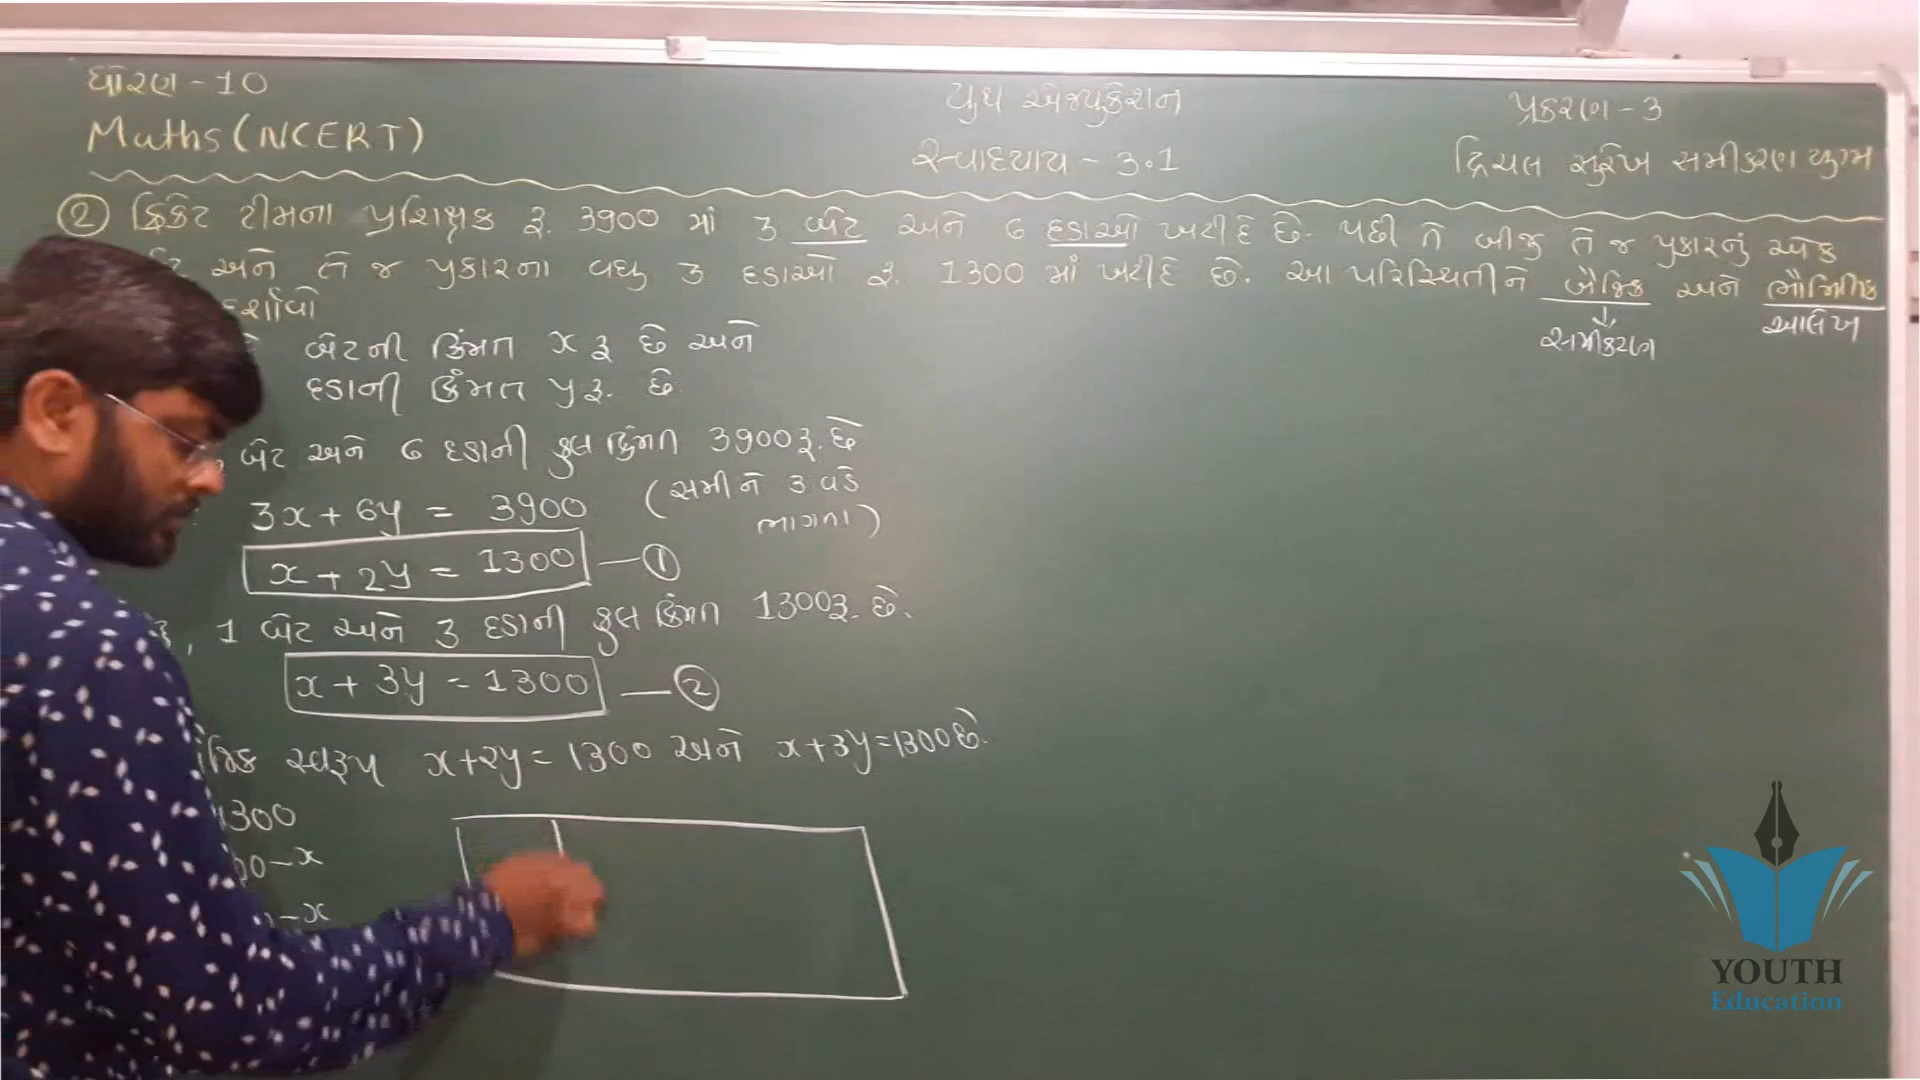 ધોરણ - 10
Maths (NCERT)
યુથ એજ્યુકેશન
સ્વાધ્યાય - 3.1
પ્રકરણ - 3
દ્વિચલ સુરેખ સમીકરણ યુગ્મ
② ક્રિકેટ ટીમના પ્રશિક્ષક રૂ. 3900 માં 3 બેટ અને 6 દડાઓ ખરીદે છે. પછી તે બીજુ તે જ પ્રકારનું એક
અને તે જ પ્રકારના વધુ 3 દડાઓ રૂ. 1300 માં ખરીદે છે. આ પરિસ્થિતીને બૈજિક અને ભૌમિતિક
દર્શાવો
સમીકરણ
આલેખ
બેટની કિંમત x રૂ છે અને
દડાની કિંમત y રૂ. છે
બેટ અને 6 દડાની કુલ કિંમત 3900 રૂ. છે
3x + 6y = 3900 (સમીને 3 વડે
ભાગતા)
x + 2y = 1300 — ①
, 1 બેટ અને 3 દડાની કુલ કિંમત 1300 રૂ. છે.
x + 3y = 1300 — ②
સ્વરૂપ x+2y = 1300 અને x+3y=1300 છે.
1300
00-x
-x
YOUTH
Education